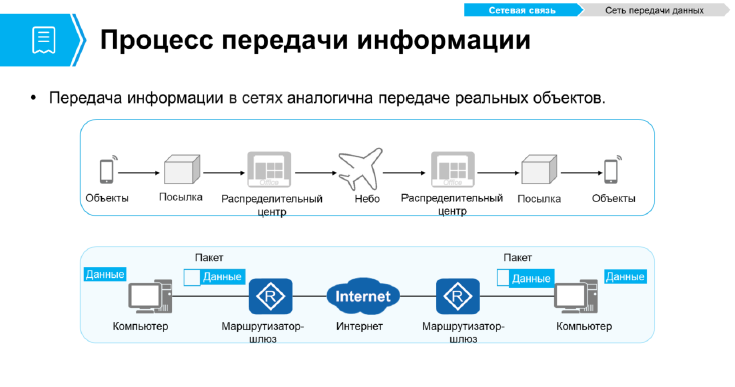 Сетевая связь
Сеть передачи данных
Процесс передачи информации
• Передача информации в сетях аналогична передаче реальных объектов.
Office
Office
Объекты
Посылка
Распределительный
центр
Небо
Распределительный
центр
Посылка
Объекты
Пакет
Пакет
Данные
Данные
Данные
Данные
R
Internet
R
Компьютер
Маршрутизатор-
шлюз
Интернет
Маршрутизатор-
шлюз
Компьютер